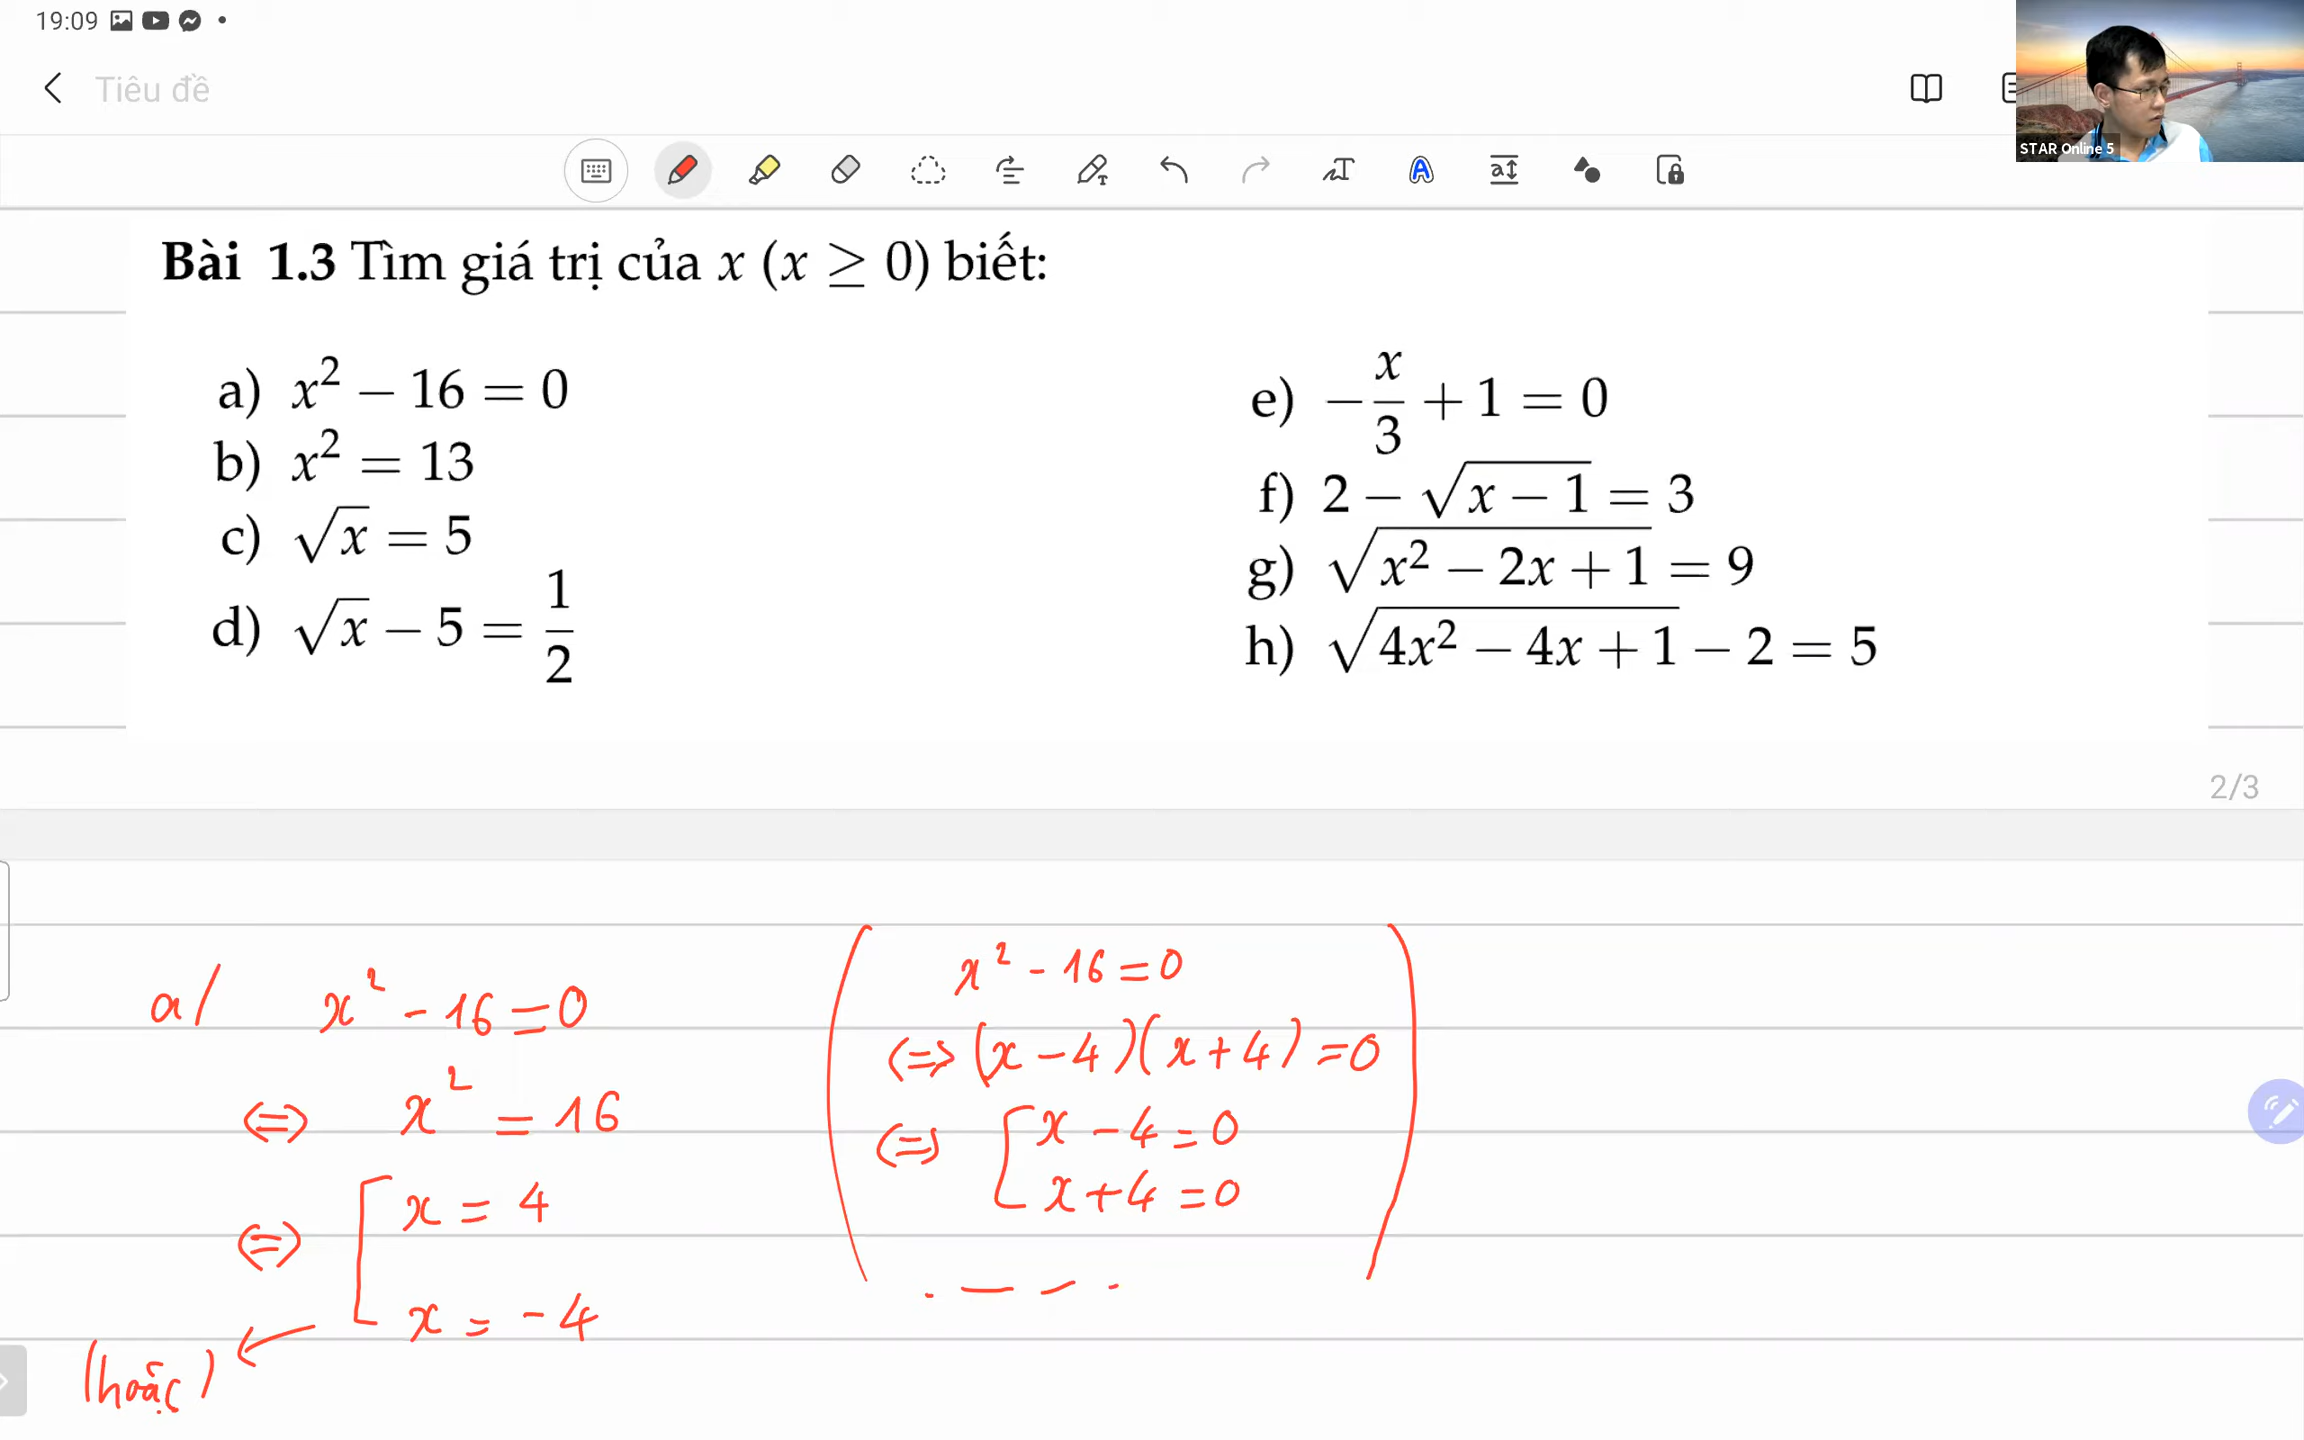 19:09
Tiêu đề
STAR Online 5
Bài 1.3 Tìm giá trị của x (x ≥ 0) biết:
a) x² − 16 = 0
b) x² = 13
c) √x = 5
d) √x − 5 = 1/2
e) −x/3 + 1 = 0
f) 2 − √(x − 1) = 3
g) √(x² − 2x + 1) = 9
h) √(4x² − 4x + 1) − 2 = 5
2/3
a/ x² - 16 = 0
⇔ x² = 16
⇔ [ x = 4
x = -4
(hoặc)
( x² - 16 = 0
⇔ (x - 4)(x + 4) = 0
⇔ [ x - 4 = 0
x + 4 = 0
. — – . )